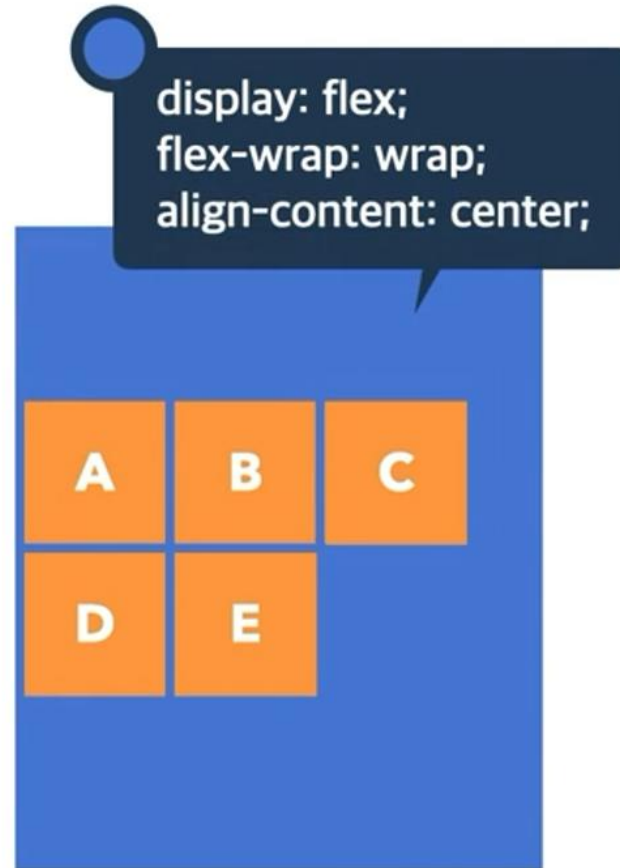 display: flex;
flex-wrap: wrap;
align-content: center;
A B C
D E